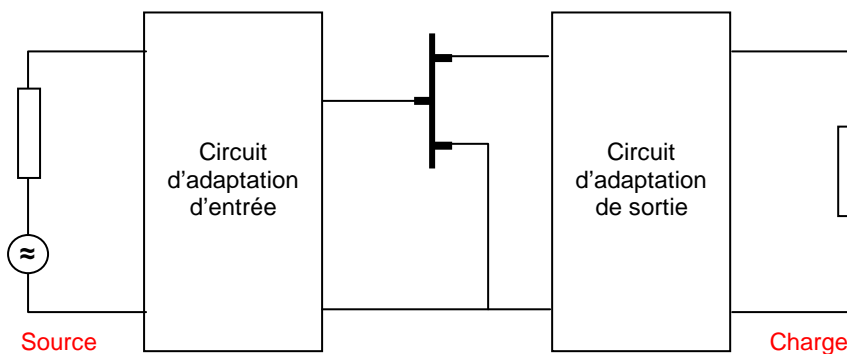 Circuit
d'adaptation
d'entrée
Circuit
d'adaptation
de sortie
≈
Source
Charge